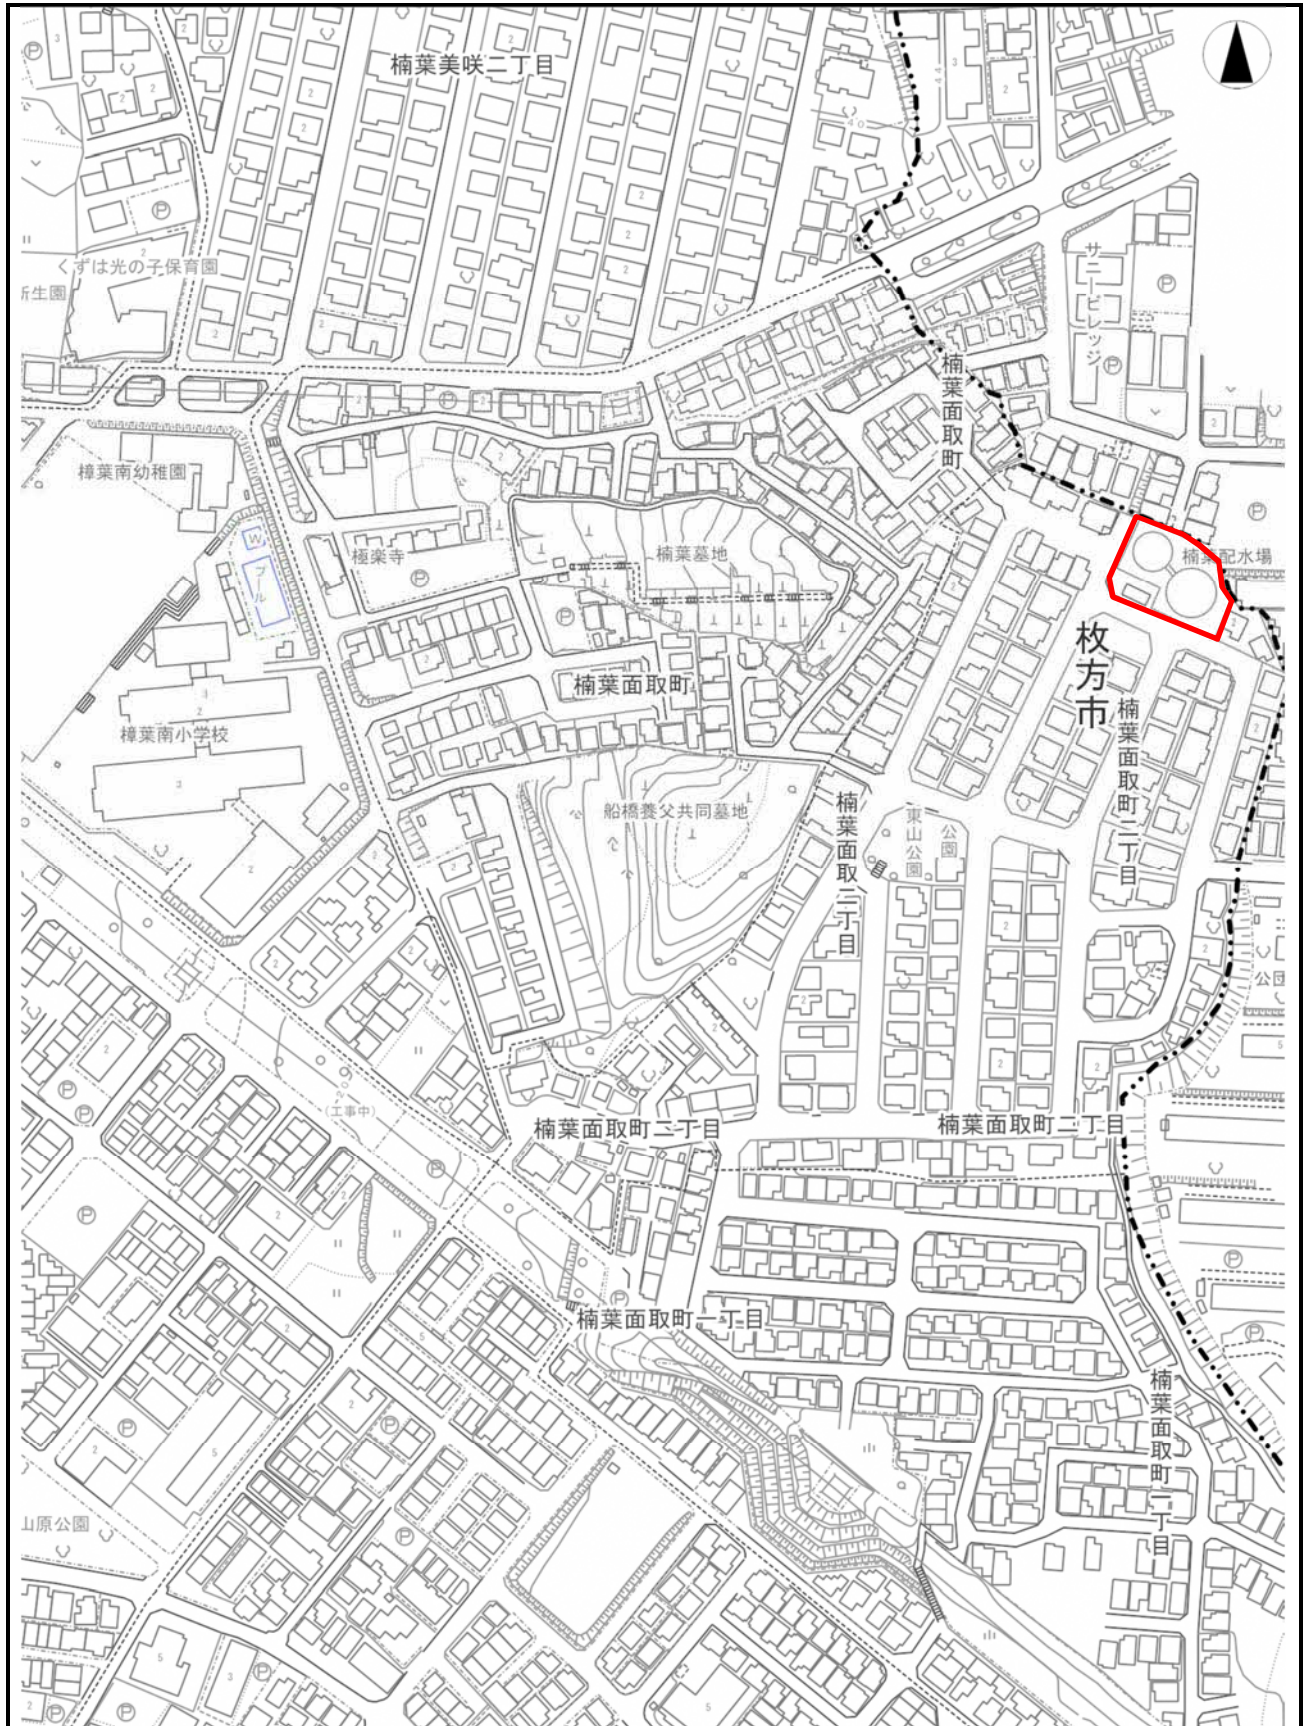 楠葉美咲二丁目
くずは光の子保育園
新生園
サニービレッジ
楠葉面取町
樟葉南幼稚園
極楽寺
楠葉墓地
楠葉配水場
プール
枚方市
楠葉面取町
樟葉南小学校
楠葉面取町二丁目
船橋養父共同墓地
楠葉面取二丁目
東山公園
公園
公団
(工事中)
楠葉面取町二丁目
楠葉面取町二丁目
楠葉面取町一丁目
楠葉面取町一丁目
山原公園